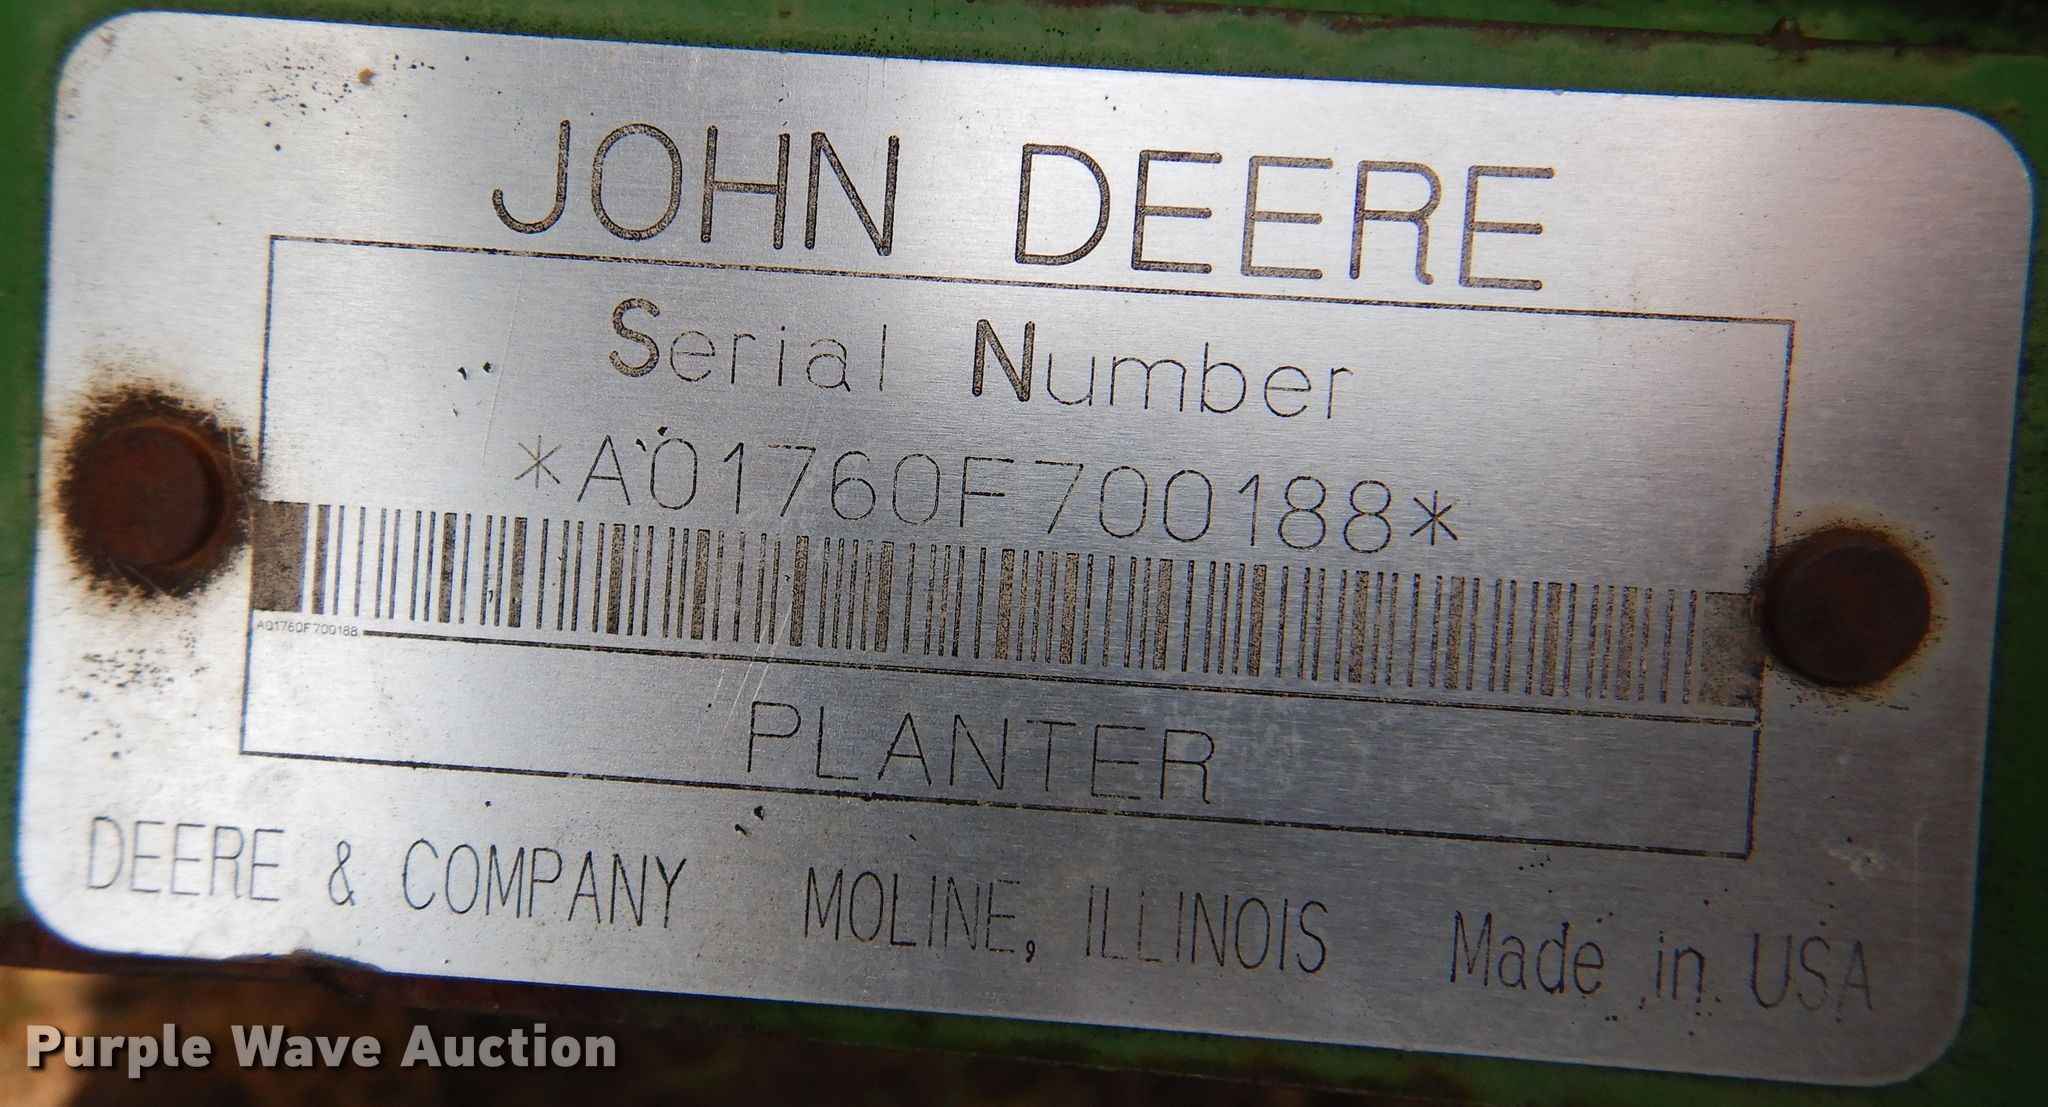 JOHN DEERE
Serial Number
*A01760F700188*
A01760F700188
PLANTER
DEERE & COMPANY MOLINE, ILLINOIS Made in USA
Purple Wave Auction